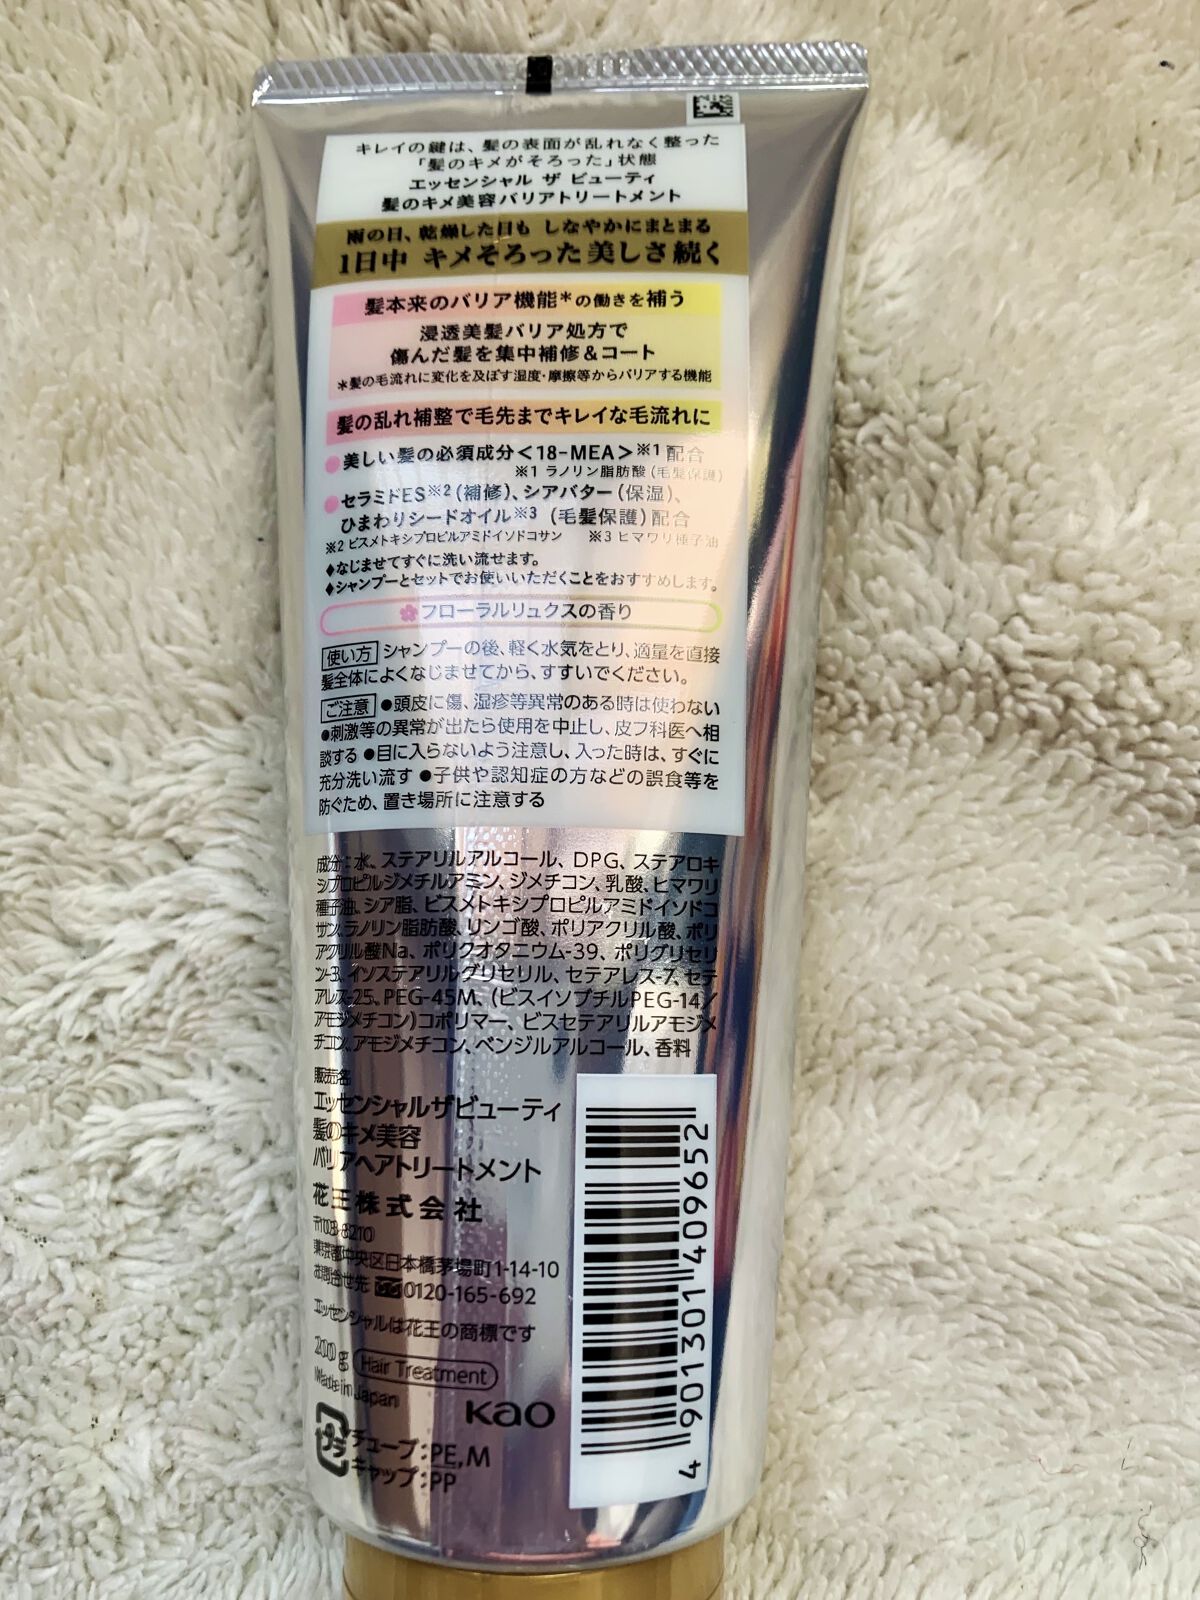 キレイの鍵は、髪の表面が乱れなく整った
「髪のキメがそろった」状態
エッセンシャル ザ ビューティ
髪のキメ美容バリアトリートメント
雨の日、乾燥した日も しなやかにまとまる
1日中 キメそろった美しさ続く
髪本来のバリア機能*の働きを補う
浸透美髪バリア処方で
傷んだ髪を集中補修&コート
*髪の毛流れに変化を及ぼす湿度・摩擦等からバリアする機能
髪の乱れ補整で毛先までキレイな毛流れに
●美しい髪の必須成分<18-MEA>※1 配合
※1 ラノリン脂肪酸(毛髪保護)
●セラミドES※2(補修)、シアバター(保湿)、
ひまわりシードオイル※3 (毛髪保護)配合
※2 ビスメトキシプロピルアミドイソドコサン ※3 ヒマワリ種子油
♦なじませてすぐに洗い流せます。
♦シャンプーとセットでお使いいただくことをおすすめします。
フローラルリュクスの香り
使い方 シャンプーの後、軽く水気をとり、適量を直接
髪全体によくなじませてから、すすいでください。
ご注意 ●頭皮に傷、湿疹等異常のある時は使わない
●刺激等の異常が出たら使用を中止し、皮フ科医へ相
談する ●目に入らないよう注意し、入った時は、すぐに
充分洗い流す ●子供や認知症の方などの誤食等を
防ぐため、置き場所に注意する
成分：水、ステアリルアルコール、DPG、ステアロキ
シプロピルジメチルアミン、ジメチコン、乳酸、ヒマワリ
種子油、シア脂、ビスメトキシプロピルアミドイソドコ
サン、ラノリン脂肪酸、リンゴ酸、ポリアクリル酸、ポリ
アクリル酸Na、ポリクオタニウム-39、ポリグリセリ
ン-3、イソステアリルグリセリル、セテアレス-7、セテ
アレス-25、PEG-45M、(ビスイソブチルPEG-14/
アモジメチコン)コポリマー、ビスセテアリルアモジメ
チコン、アモジメチコン、ベンジルアルコール、香料
販売名
エッセンシャルザビューティ
髪のキメ美容
バリアヘアトリートメント
花王株式会社
〒103-8210
東京都中央区日本橋茅場町1-14-10
お問合せ先 0120-165-692
エッセンシャルは花王の商標です
200g Hair Treatment
Made in Japan
Kao
プラ
チューブ:PE,M
キャップ:PP
4 901301 409652